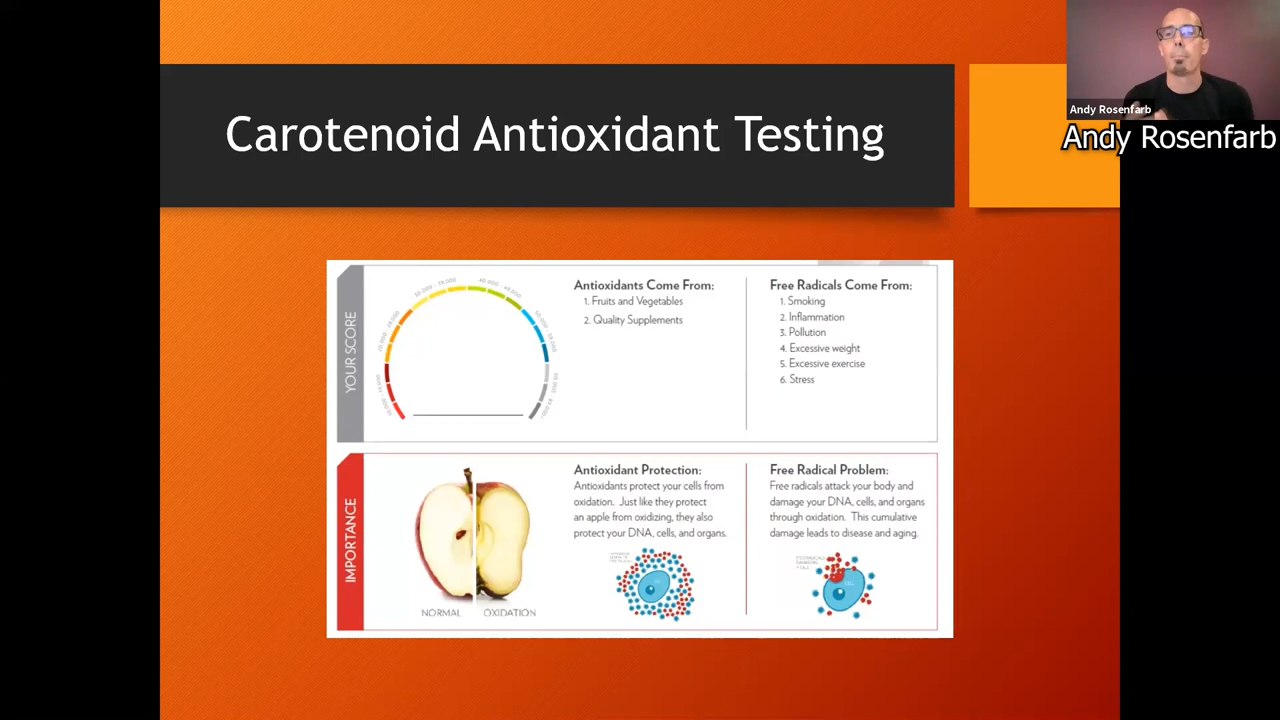 Carotenoid Antioxidant Testing
Andy Rosenfarb
Andy Rosenfarb
YOUR SCORE
Antioxidants Come From:
1. Fruits and Vegetables
2. Quality Supplements
Free Radicals Come From:
1. Smoking
2. Inflammation
3. Pollution
4. Excessive weight
5. Excessive exercise
6. Stress
IMPORTANCE
NORMAL
OXIDATION
Antioxidant Protection:
Antioxidants protect your cells from
oxidation. Just like they protect
an apple from oxidizing, they also
protect your DNA, cells, and organs.
Free Radical Problem:
Free radicals attack your body and
damage your DNA, cells, and organs
through oxidation. This cumulative
damage leads to disease and aging.
CELL